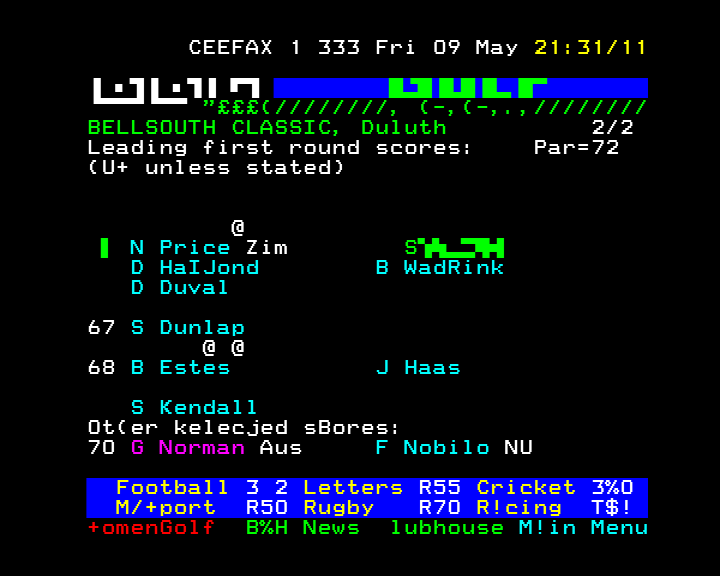 CEEFAX 1 333 Fri 09 May 21:31/11
"£££(////////, (-,(-,.,////////
BELLSOUTH CLASSIC, Duluth 2/2
Leading first round scores: Par=72
(U+ unless stated)
@
N Price Zim S
D HaIJond B WadRink
D Duval
67 S Dunlap
@ @
68 B Estes J Haas
S Kendall
Ot(er kelecjed sBores:
70 G Norman Aus F Nobilo NU
Football 3 2 Letters R55 Cricket 3%0
M/+port R50 Rugby R70 R!cing T$!
+omenGolf B%H News lubhouse M!in Menu